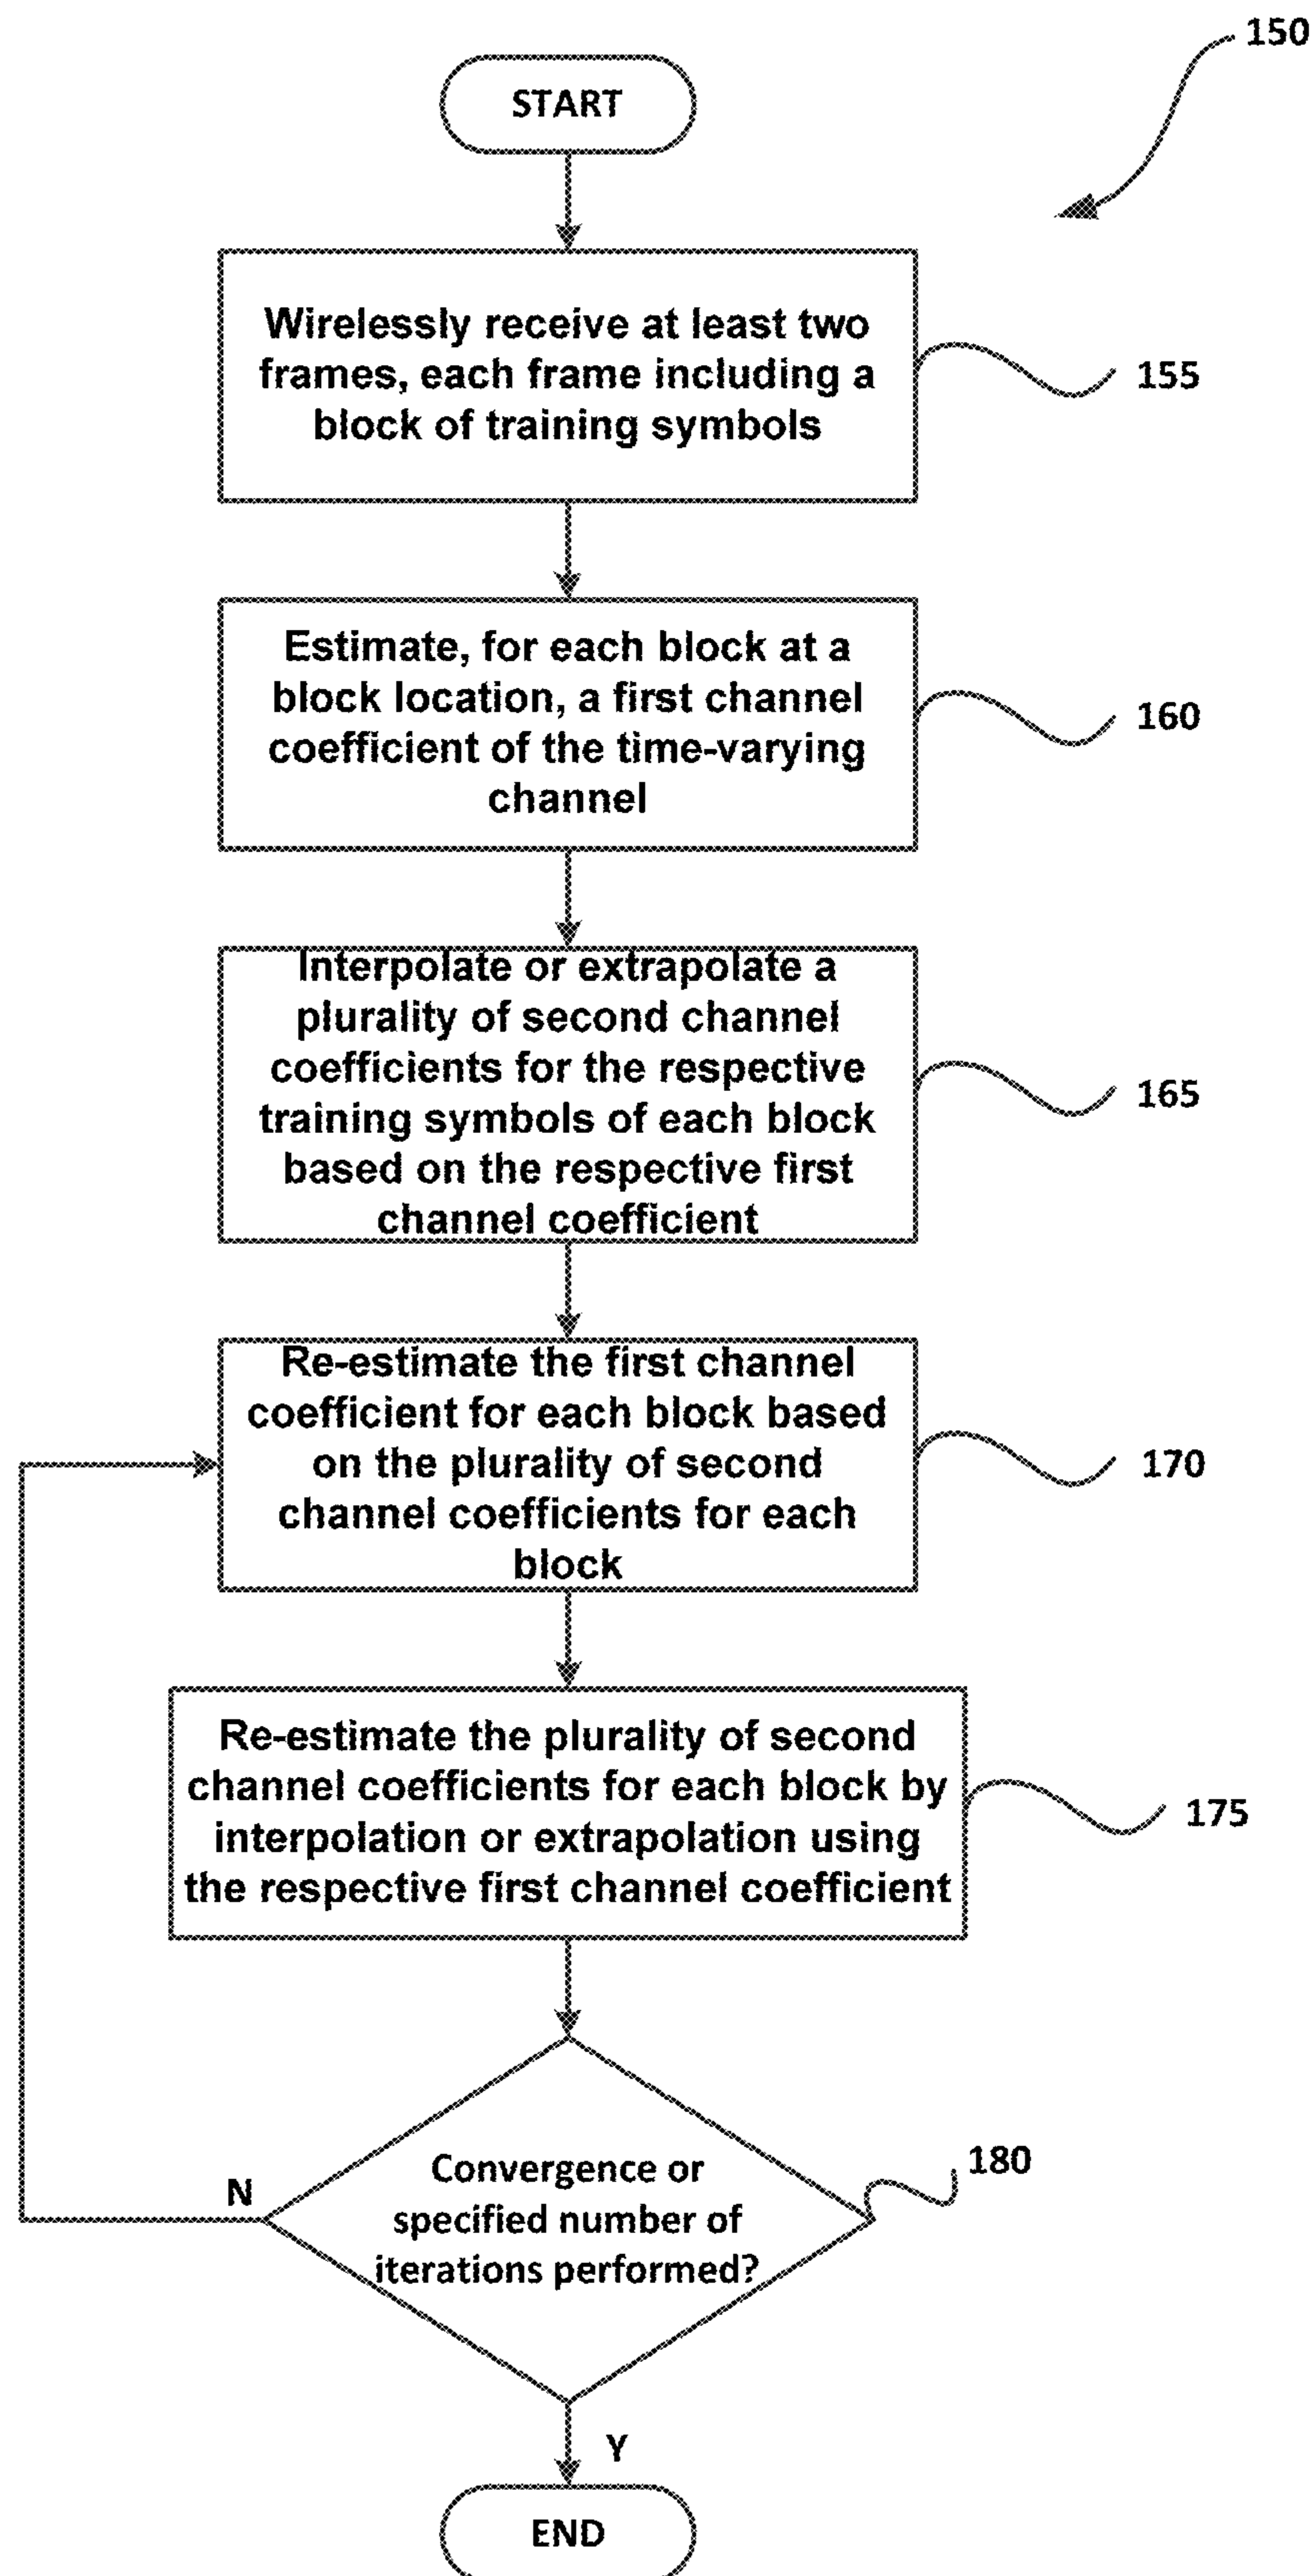 150
START
Wirelessly receive at least two
frames, each frame including a
block of training symbols
155
Estimate, for each block at a
block location, a first channel
coefficient of the time-varying
channel
160
Interpolate or extrapolate a
plurality of second channel
coefficients for the respective
training symbols of each block
based on the respective first
channel coefficient
165
Re-estimate the first channel
coefficient for each block based
on the plurality of second
channel coefficients for each
block
170
Re-estimate the plurality of second
channel coefficients for each block by
interpolation or extrapolation using
the respective first channel coefficient
175
Convergence or
specified number of
iterations performed?
180
N
Y
END